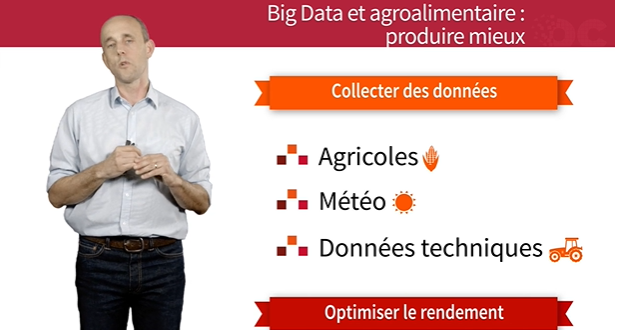 Big Data et agroalimentaire :
produire mieux
Collecter des données
Agricoles
Météo
Données techniques
Optimiser le rendement